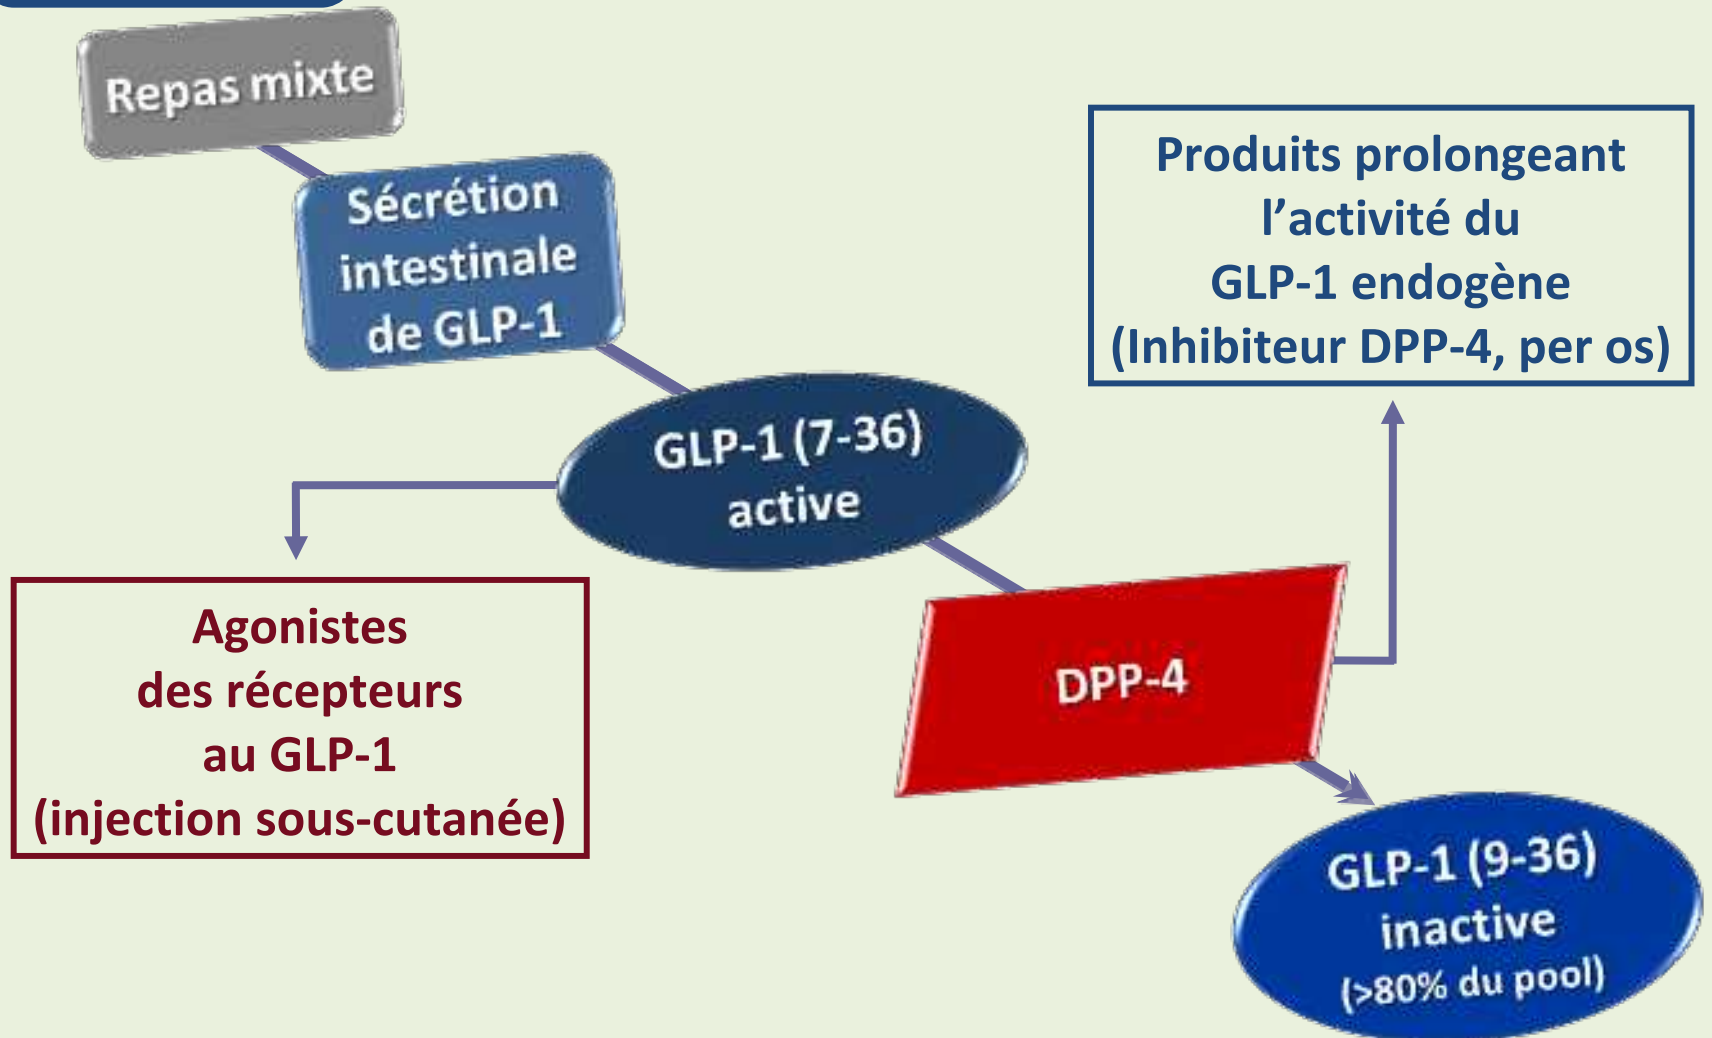 Repas mixte
Sécrétion
intestinale
de GLP-1
Produits prolongeant
l’activité du
GLP-1 endogène
(Inhibiteur DPP-4, per os)
GLP-1 (7-36)
active
Agonistes
des récepteurs
au GLP-1
(injection sous-cutanée)
DPP-4
GLP-1 (9-36)
inactive
(>80% du pool)